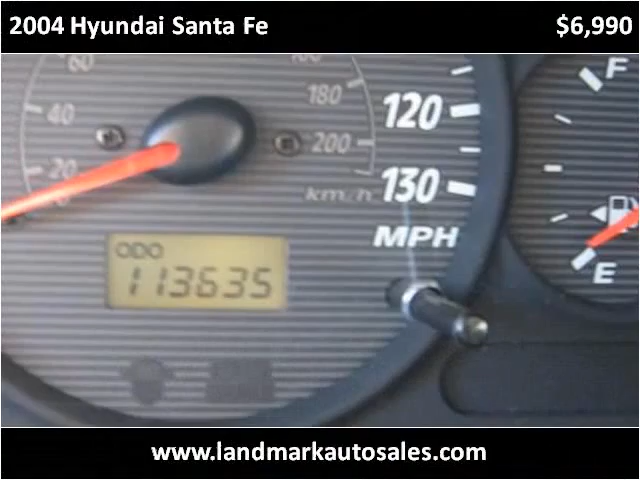 2004 Hyundai Santa Fe $6,990
60
40
20
180
200
km/h
120
130
MPH
F
E
ODO
113635
www.landmarkautosales.com